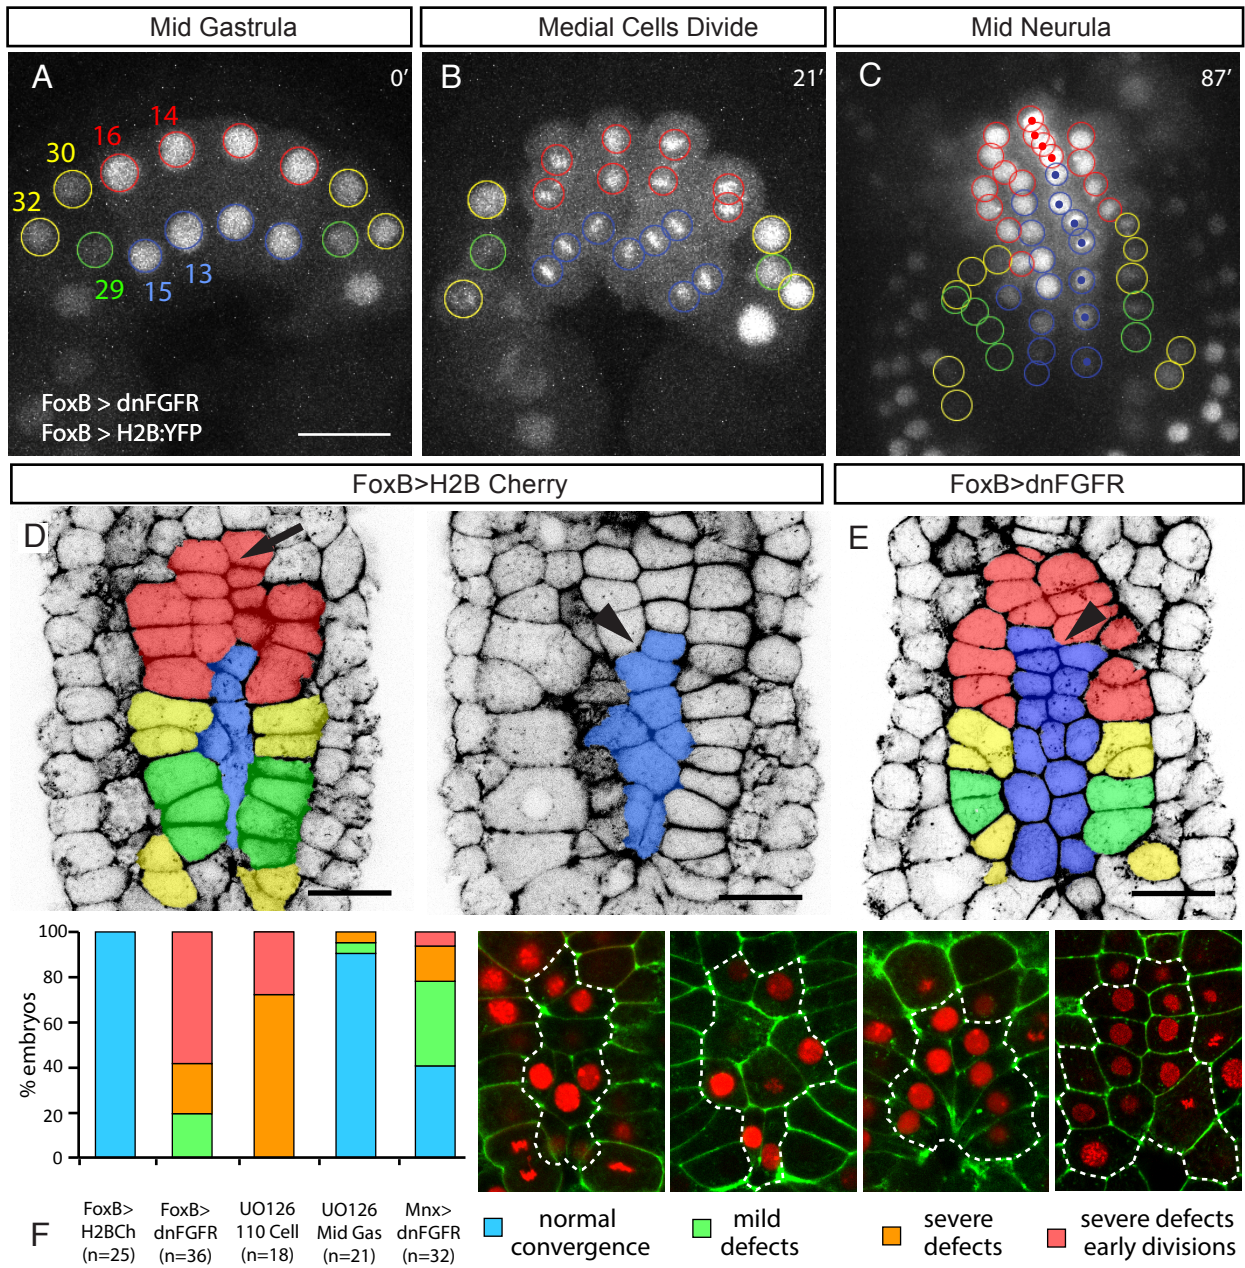 Mid Gastrula
Medial Cells Divide
Mid Neurula
A
0′
B
21′
C
87′
14
16
30
32
29
15
13
FoxB > dnFGFR
FoxB > H2B:YFP
FoxB>H2B Cherry
FoxB>dnFGFR
D
E
100
80
60
40
20
0
% embryos
FoxB>
H2BCh
(n=25)
FoxB>
dnFGFR
(n=36)
UO126
110 Cell
(n=18)
UO126
Mid Gas
(n=21)
Mnx>
dnFGFR
(n=32)
F
normal
convergence
mild
defects
severe
defects
severe defects
early divisions